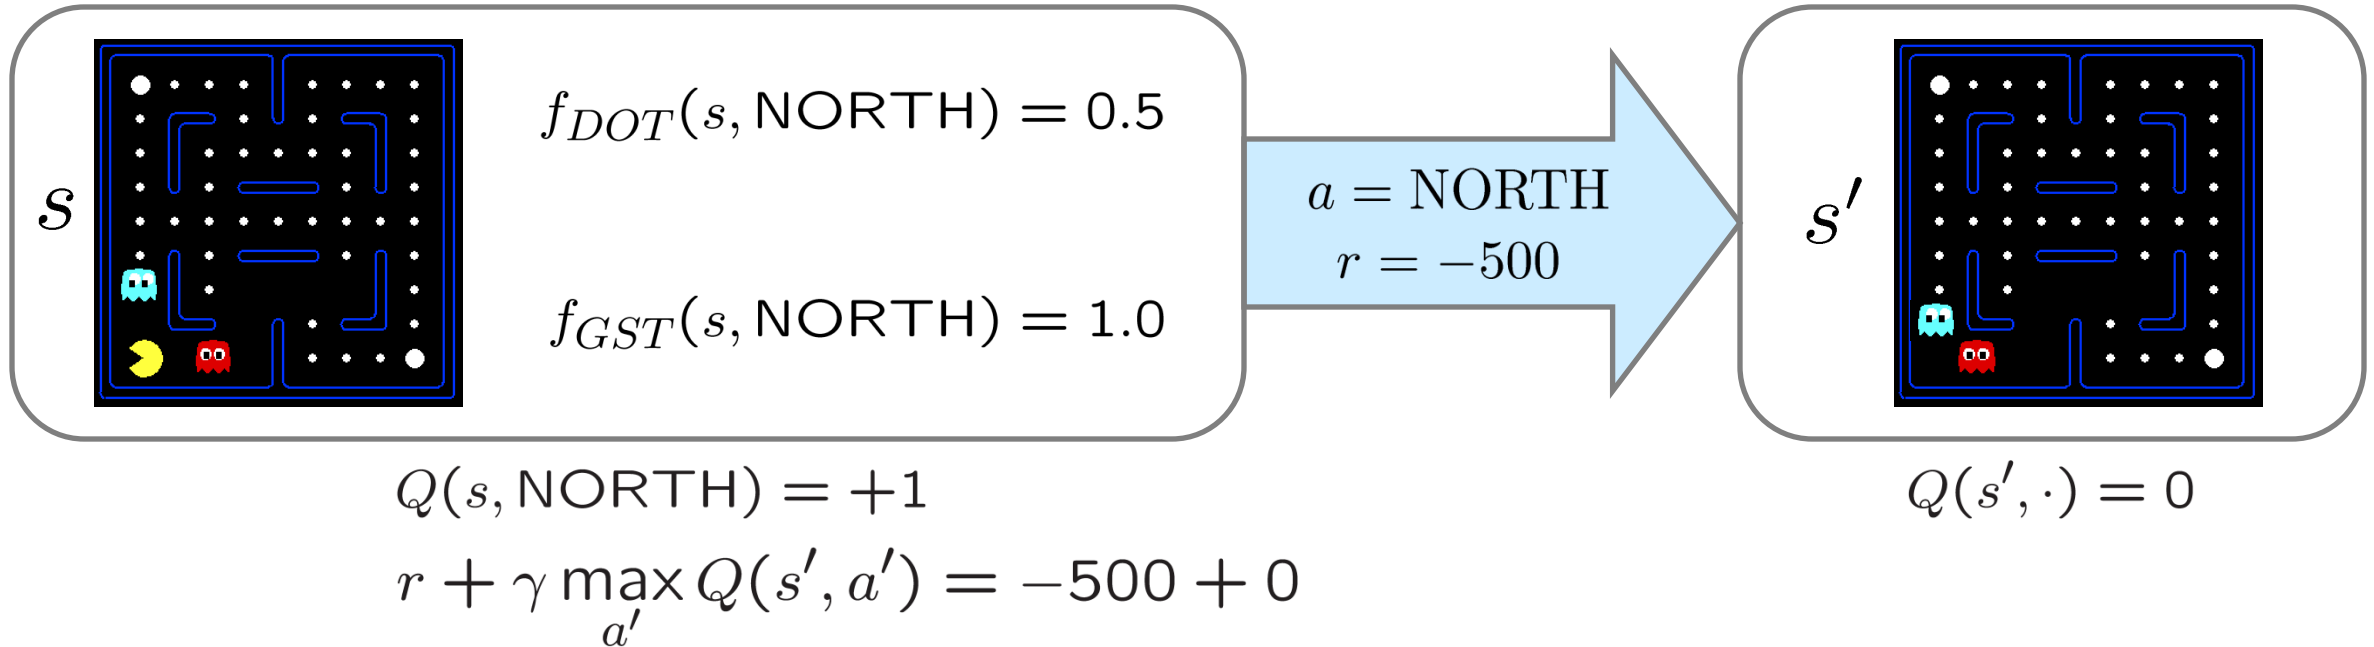 s
f_{DOT}(s, NORTH) = 0.5
f_{GST}(s, NORTH) = 1.0
a = NORTH
r = −500
s′
Q(s, NORTH) = +1
Q(s′, ·) = 0
r + γ max_{a′} Q(s′, a′) = −500 + 0